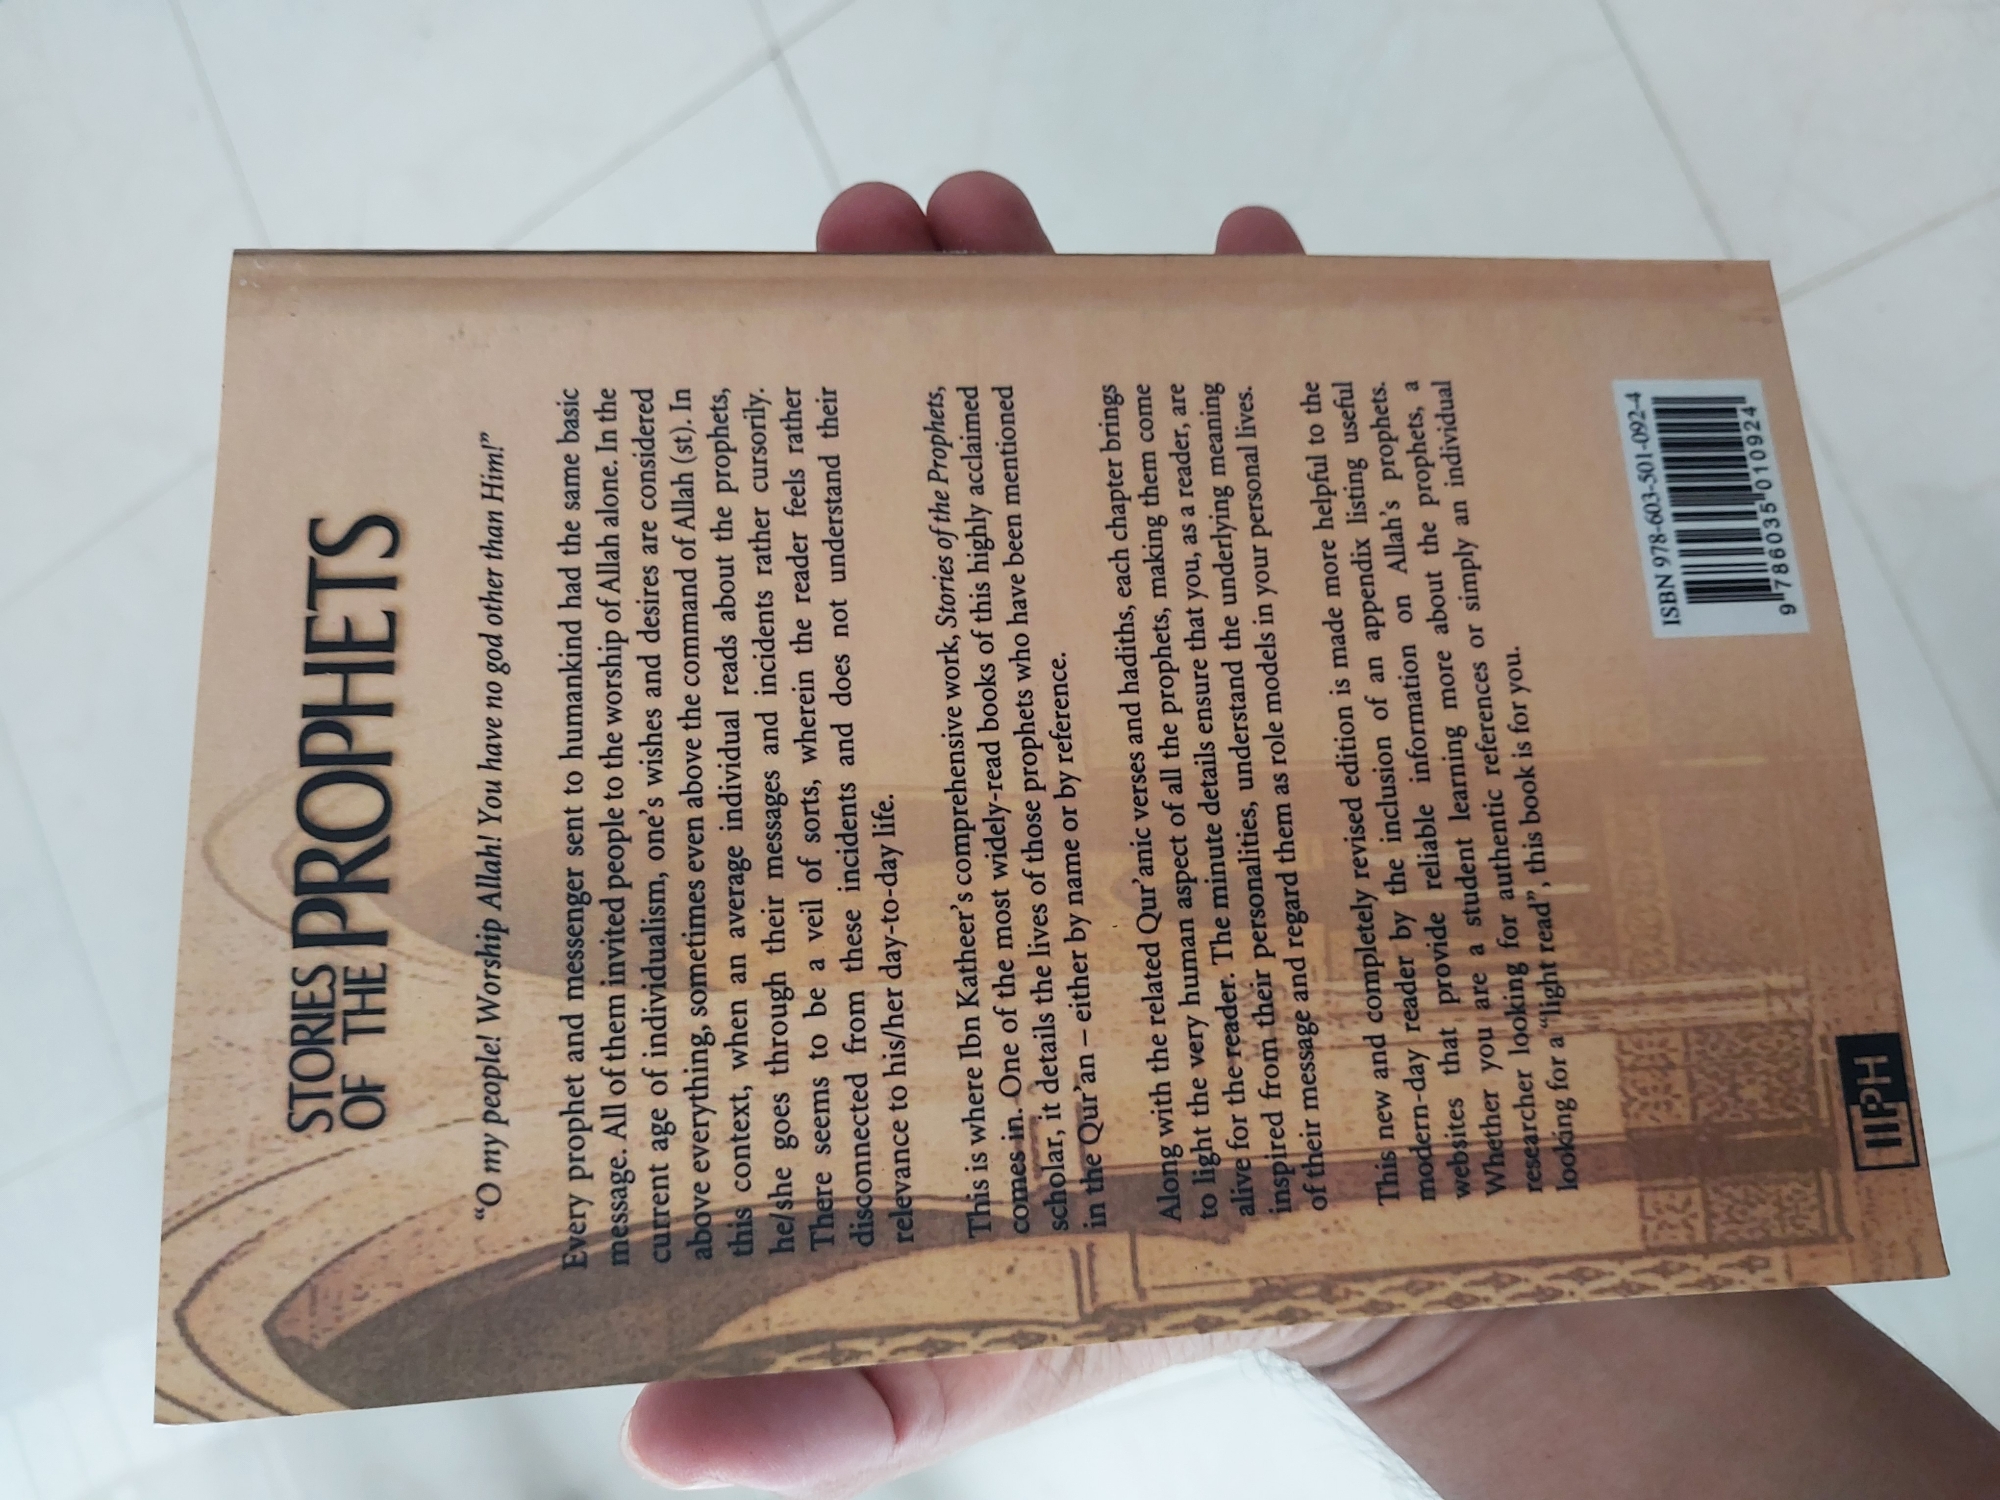 STORIES
OF THE PROPHETS
“O my people! Worship Allah! You have no god other than Him!”
Every prophet and messenger sent to humankind had the same basic
message. All of them invited people to the worship of Allah alone. In the
current age of individualism, one’s wishes and desires are considered
above everything, sometimes even above the command of Allah (st). In
this context, when an average individual reads about the prophets,
he/she goes through their messages and incidents rather cursorily.
There seems to be a veil of sorts, wherein the reader feels rather
disconnected from these incidents and does not understand their
relevance to his/her day-to-day life.
This is where Ibn Katheer’s comprehensive work, Stories of the Prophets,
comes in. One of the most widely-read books of this highly acclaimed
scholar, it details the lives of those prophets who have been mentioned
in the Qur’an – either by name or by reference.
Along with the related Qur’anic verses and hadiths, each chapter brings
to light the very human aspect of all the prophets, making them come
alive for the reader. The minute details ensure that you, as a reader, are
inspired from their personalities, understand the underlying meaning
of their message and regard them as role models in your personal lives.
This new and completely revised edition is made more helpful to the
modern-day reader by the inclusion of an appendix listing useful
websites that provide reliable information on Allah’s prophets.
Whether you are a student learning more about the prophets, a
researcher looking for authentic references or simply an individual
looking for a “light read”, this book is for you.
ISBN 978-603-501-092-4
9 786035 010924
IIPH